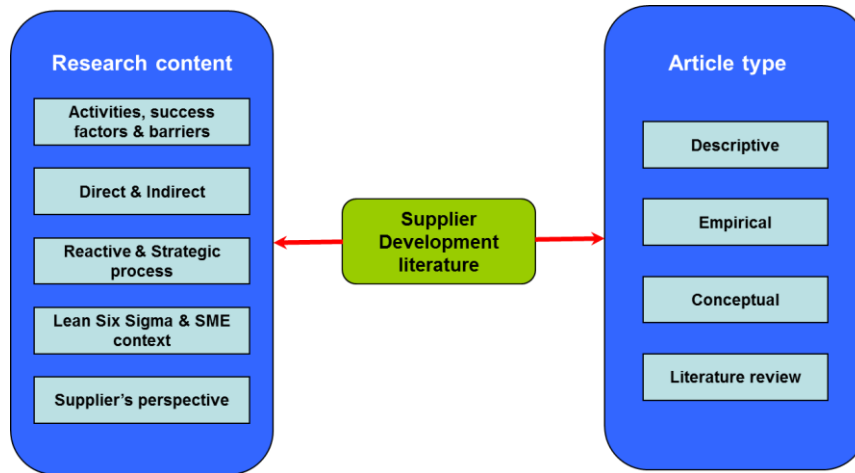 Research content
Activities, success
factors & barriers
Direct & Indirect
Reactive & Strategic
process
Lean Six Sigma & SME
context
Supplier's perspective
Supplier
Development
literature
Article type
Descriptive
Empirical
Conceptual
Literature review